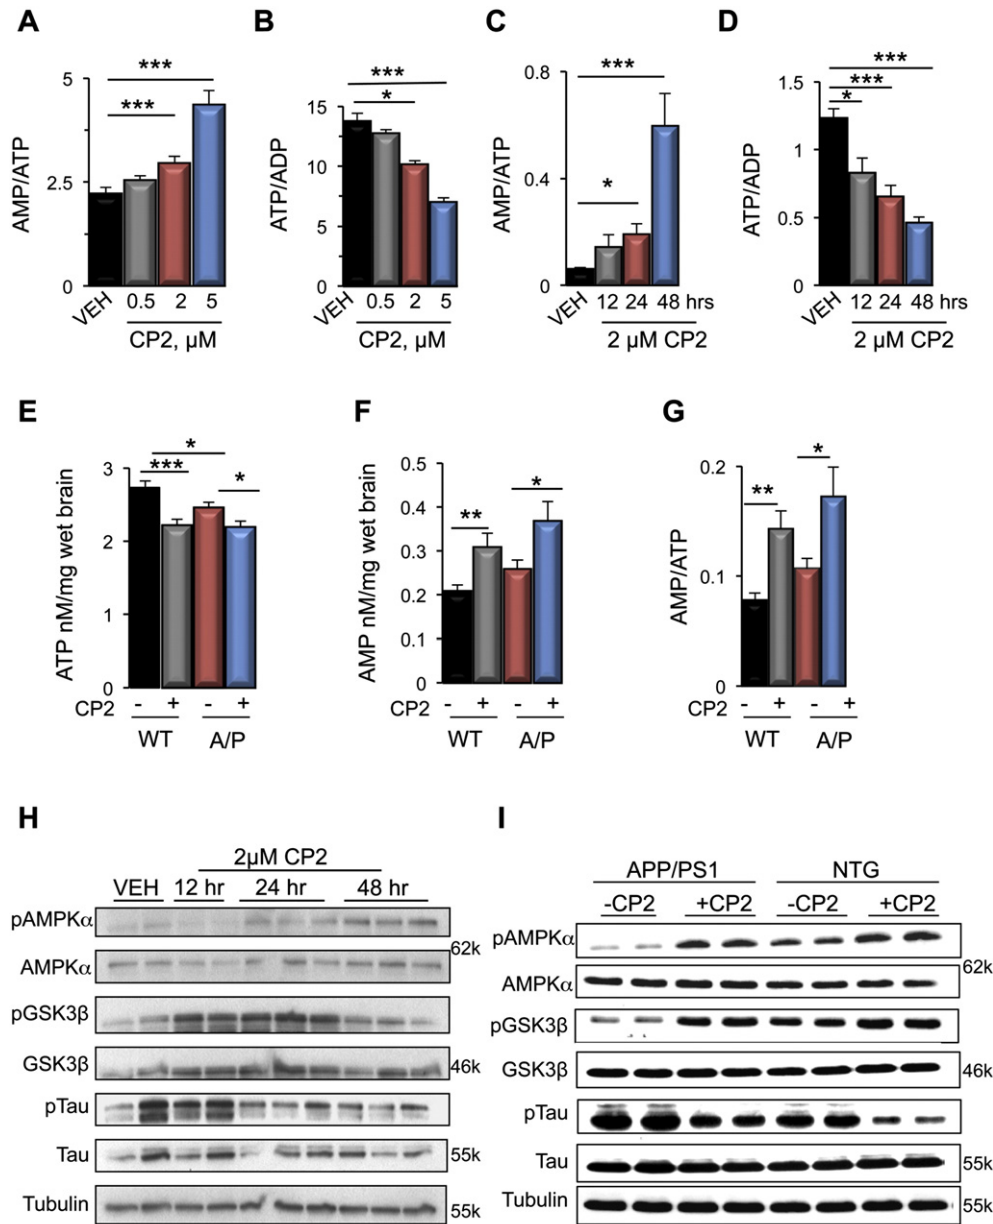 A
B
C
D
***
***
5
2.5
0
AMP/ATP
VEH
0.5 2 5
CP2, µM
***
*
15
10
5
0
ATP/ADP
VEH
0.5 2 5
CP2, µM
***
*
0.8
0.4
0
AMP/ATP
VEH
12 24 48 hrs
2 µM CP2
***
***
*
1.5
1
0.5
0
ATP/ADP
VEH
12 24 48 hrs
2 µM CP2
E
F
G
*
***
*
3
2
1
0
ATP nM/mg wet brain
CP2 - + - +
WT A/P
**
*
0.5
0.4
0.3
0.2
0.1
0
AMP nM/mg wet brain
CP2 - + - +
WT A/P
**
*
0.2
0.1
0
AMP/ATP
CP2 - + - +
WT A/P
H
2µM CP2
VEH 12 hr 24 hr 48 hr
pAMPKα
62k
AMPKα
pGSK3β
GSK3β 46k
pTau
Tau 55k
Tubulin 55k
I
APP/PS1 NTG
-CP2 +CP2 -CP2 +CP2
pAMPKα
62k
AMPKα
pGSK3β
GSK3β 46k
pTau
Tau 55k
Tubulin 55k